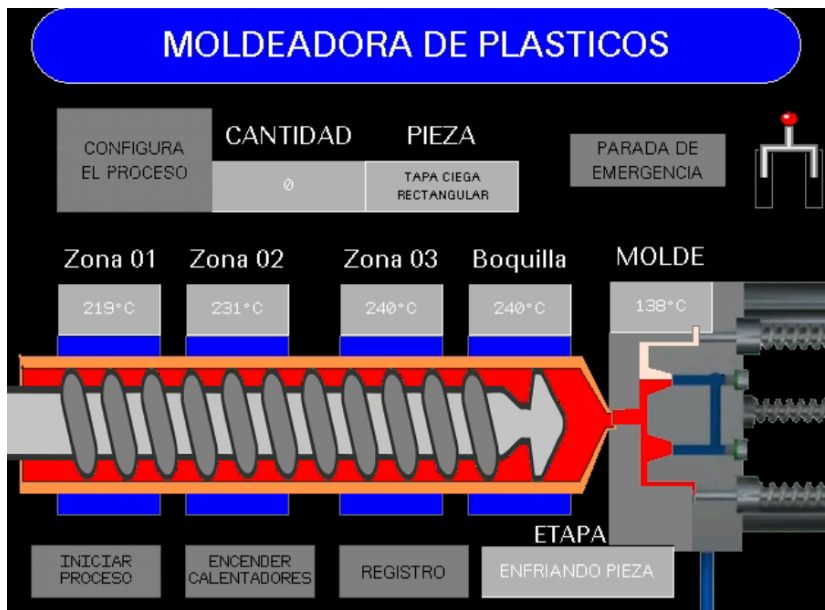 MOLDEADORA DE PLASTICOS
CONFIGURA
EL PROCESO
CANTIDAD
0
PIEZA
TAPA CIEGA
RECTANGULAR
PARADA DE
EMERGENCIA
Zona 01
Zona 02
Zona 03
Boquilla
MOLDE
219°C
231°C
240°C
240°C
138°C
ETAPA
INICIAR
PROCESO
ENCENDER
CALENTADORES
REGISTRO
ENFRIANDO PIEZA